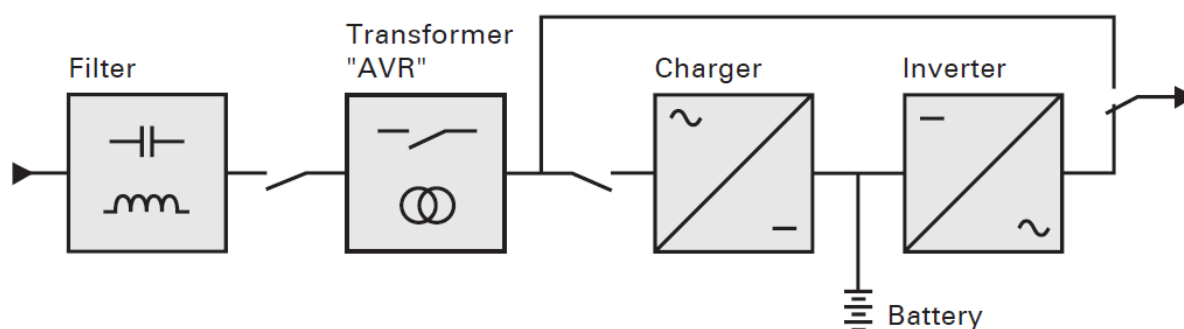 Filter
Transformer
"AVR"
Charger
Inverter
Battery